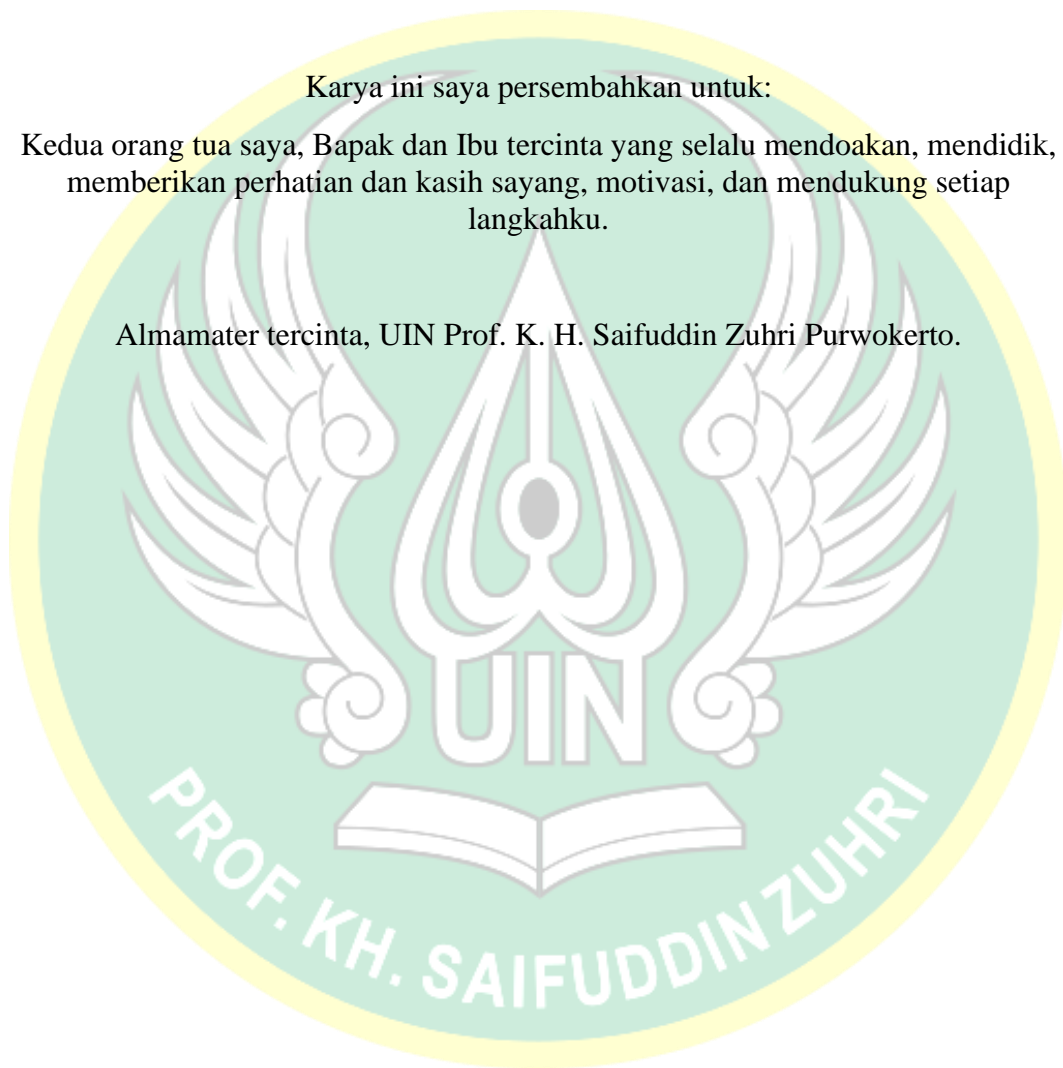 Karya ini saya persembahkan untuk:
Kedua orang tua saya, Bapak dan Ibu tercinta yang selalu mendoakan, mendidik,
memberikan perhatian dan kasih sayang, motivasi, dan mendukung setiap
langkahku.
Almamater tercinta, UIN Prof. K. H. Saifuddin Zuhri Purwokerto.
UIN
PROF. KH. SAIFUDDIN ZUHRI